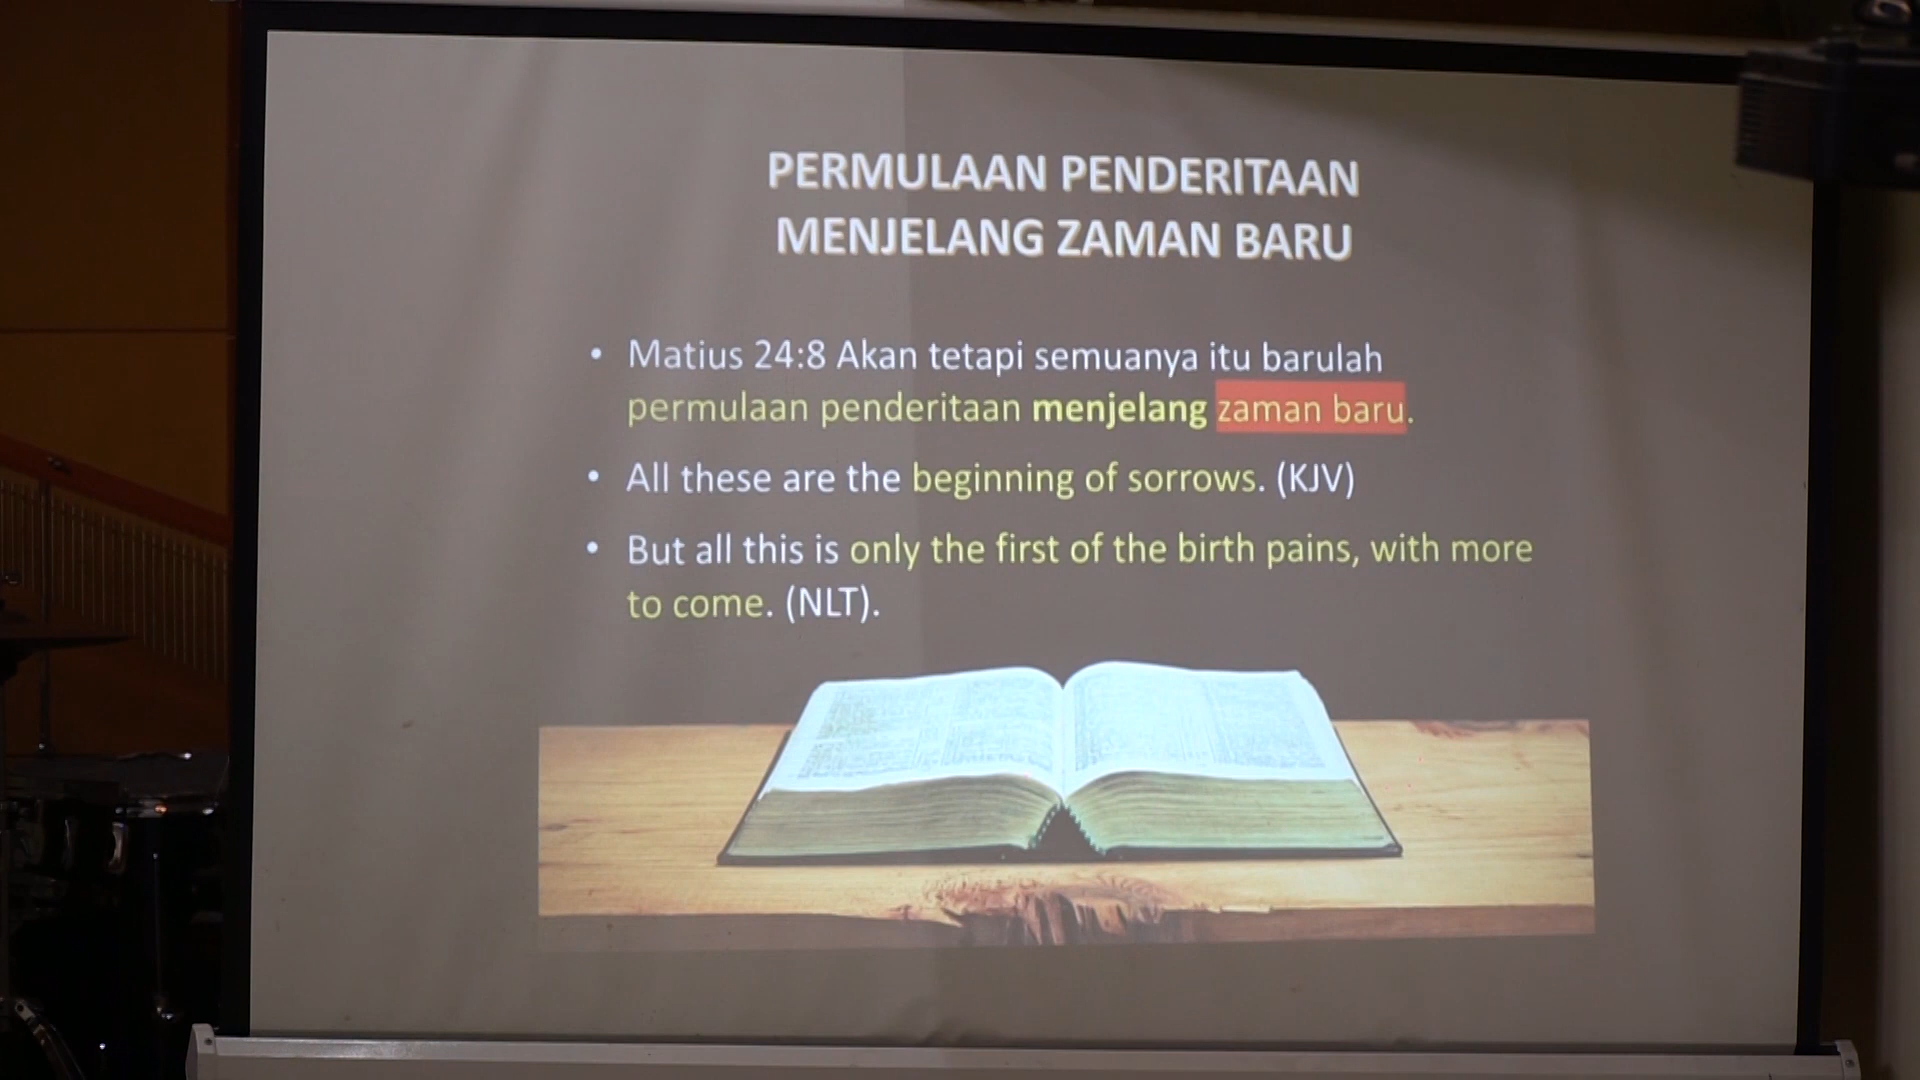 PERMULAAN PENDERITAAN
MENJELANG ZAMAN BARU
• Matius 24:8 Akan tetapi semuanya itu barulah
permulaan penderitaan menjelang zaman baru.
• All these are the beginning of sorrows. (KJV)
• But all this is only the first of the birth pains, with more
to come. (NLT).